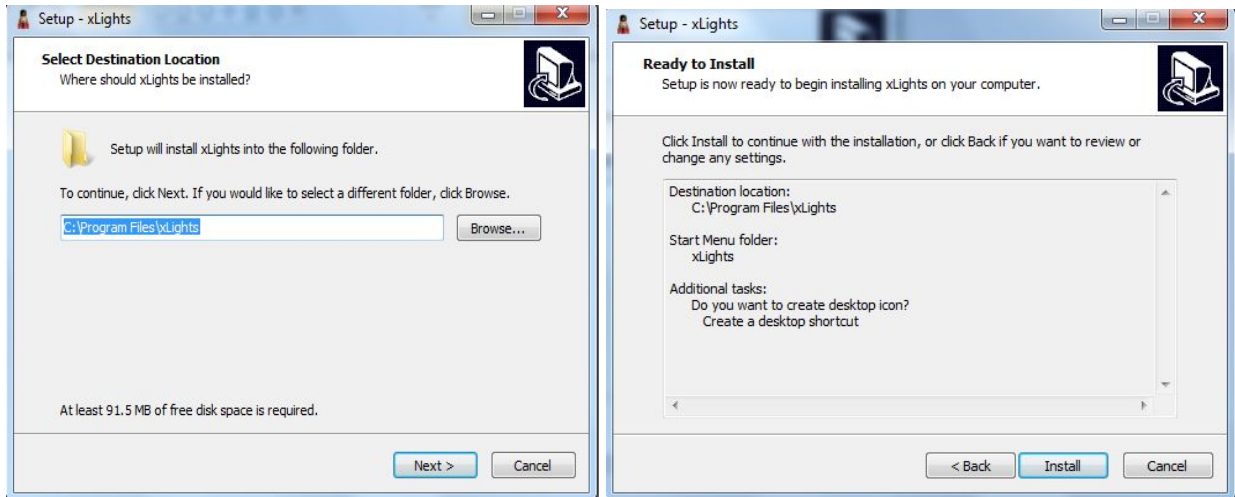 Setup - xLights
Select Destination Location
Where should xLights be installed?
Setup will install xLights into the following folder.
To continue, click Next. If you would like to select a different folder, click Browse.
C:\Program Files\xLights
Browse...
At least 91.5 MB of free disk space is required.
Next >
Cancel
Setup - xLights
Ready to Install
Setup is now ready to begin installing xLights on your computer.
Click Install to continue with the installation, or click Back if you want to review or
change any settings.
Destination location:
C:\Program Files\xLights
Start Menu folder:
xLights
Additional tasks:
Do you want to create desktop icon?
Create a desktop shortcut
< Back
Install
Cancel